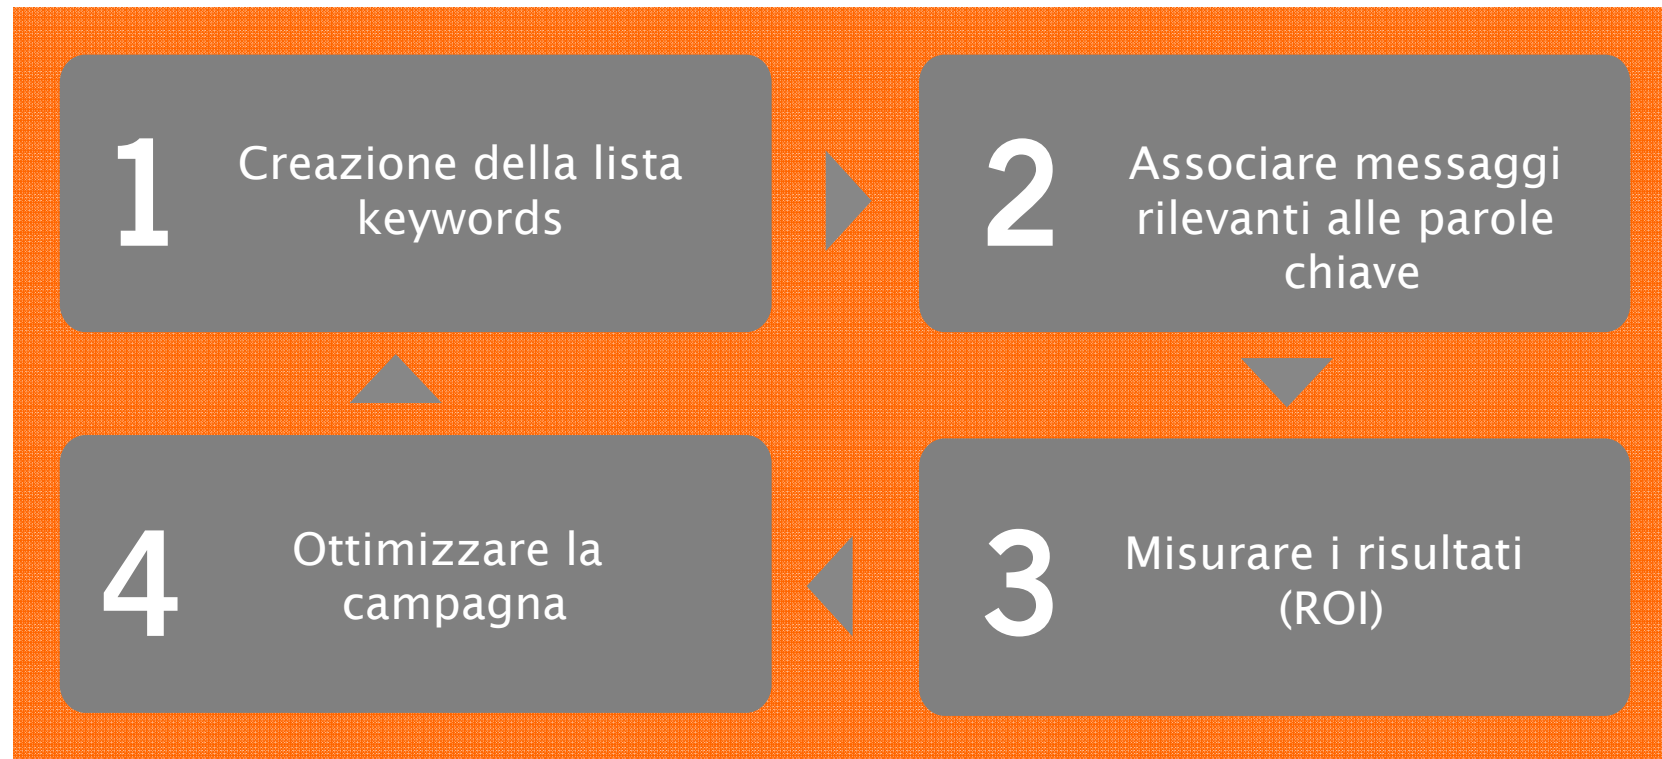 1
Creazione della lista
keywords
2
Associare messaggi
rilevanti alle parole
chiave
3
Misurare i risultati
(ROI)
4
Ottimizzare la
campagna